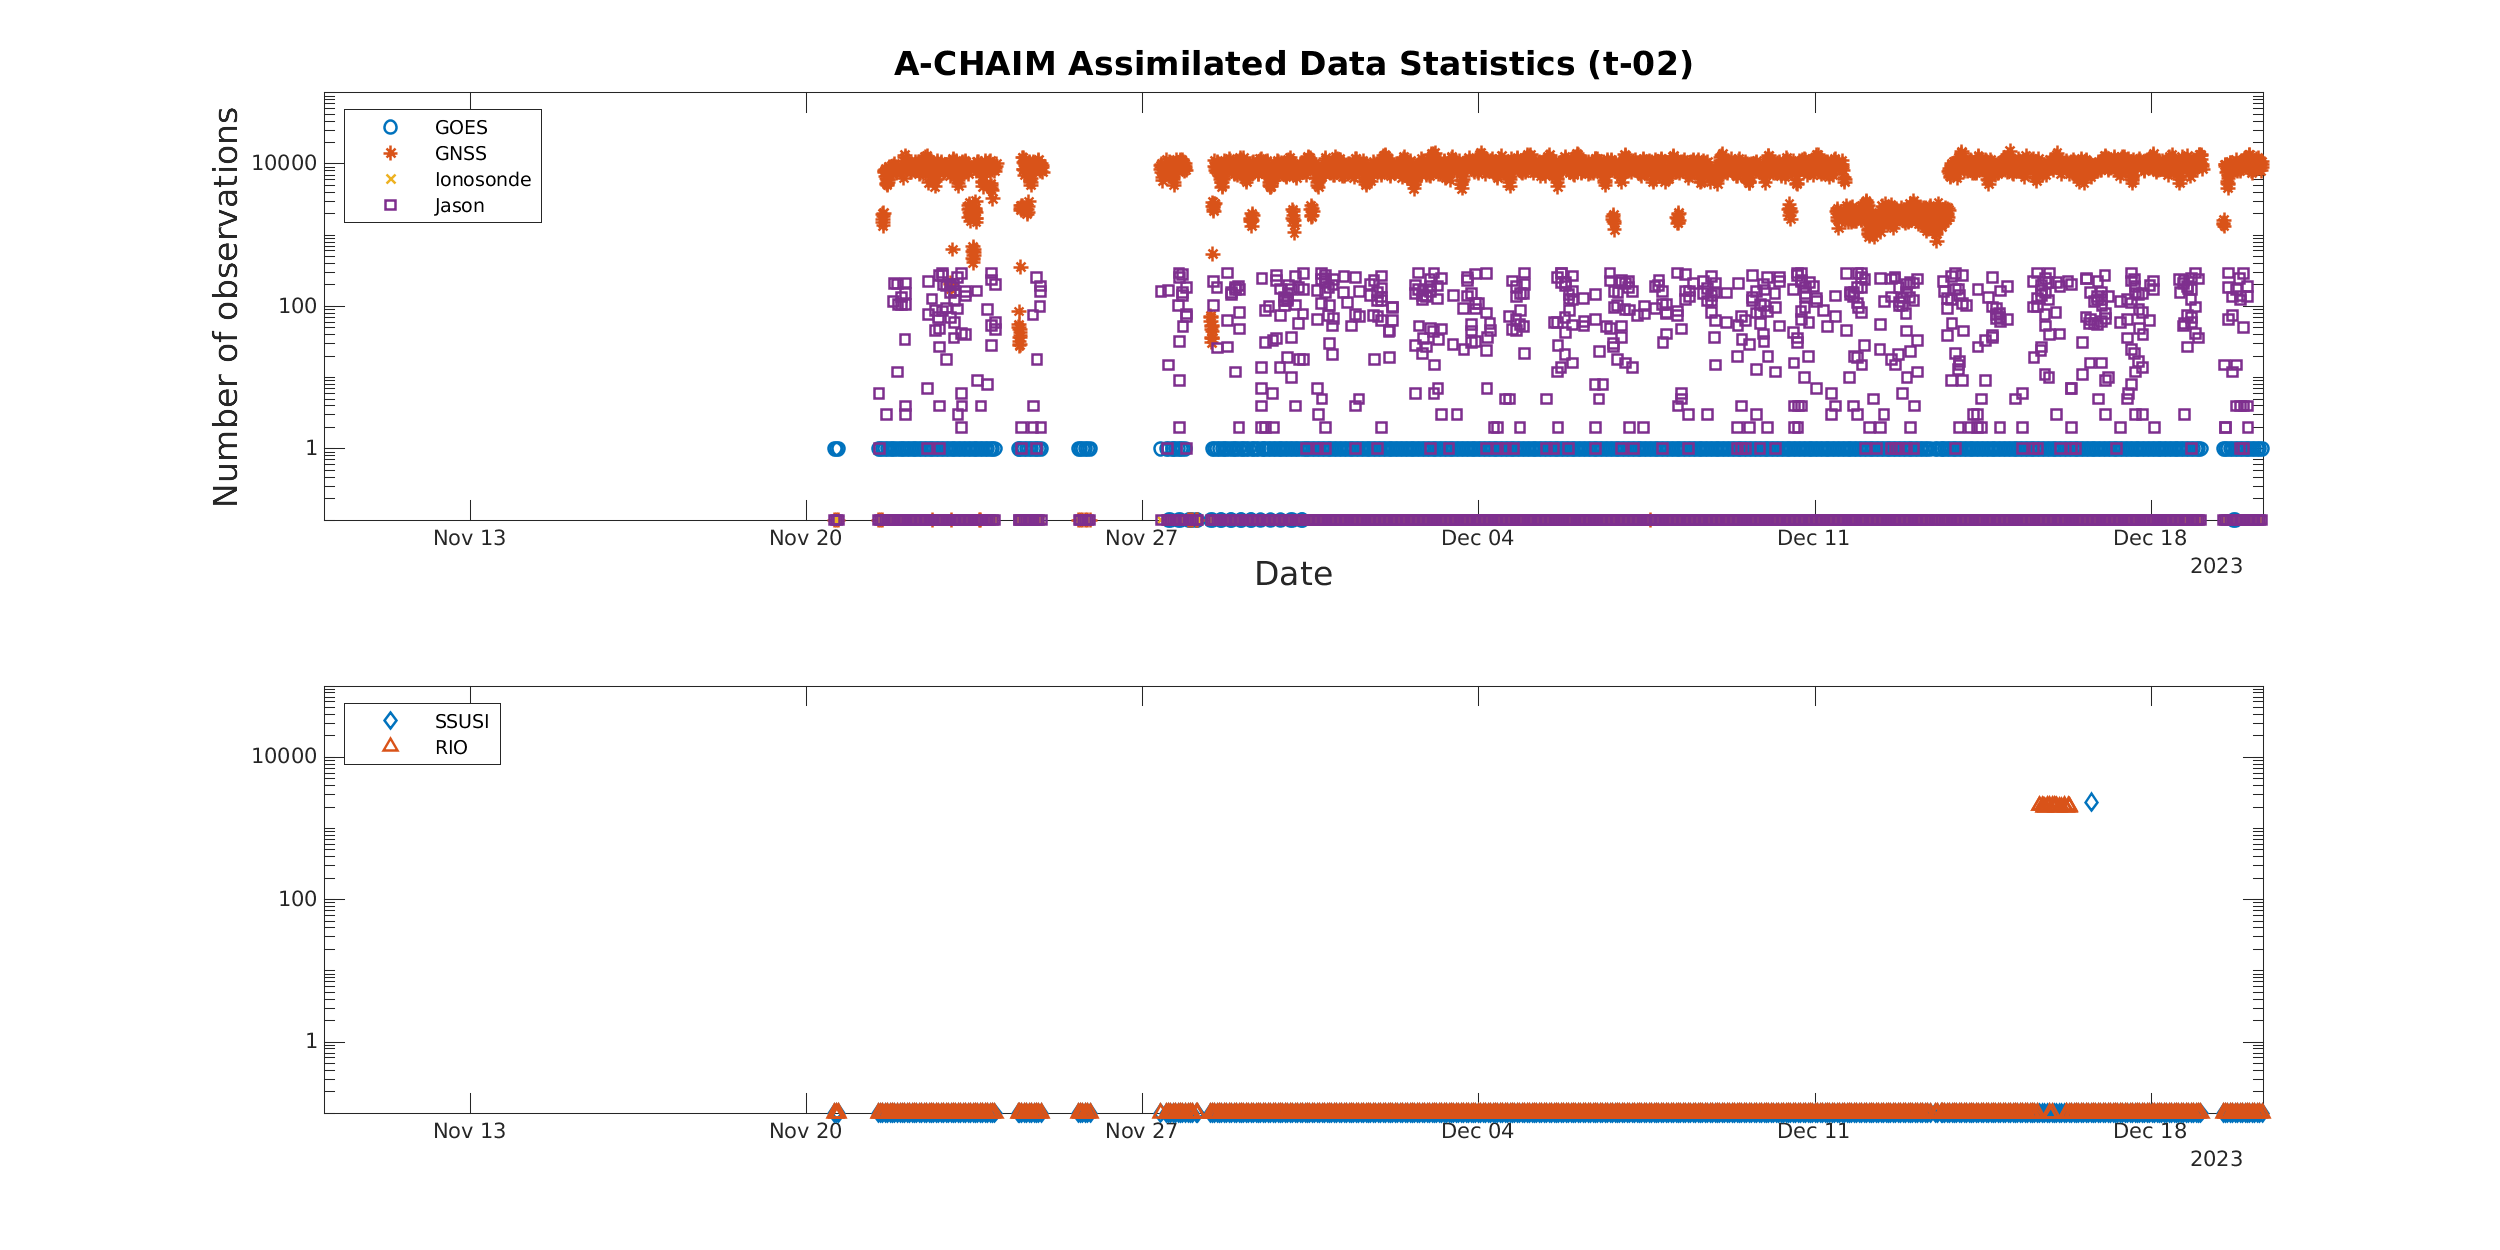 A-CHAIM Assimilated Data Statistics (t-02)
Number of observations
10000
100
1
GOES
GNSS
Ionosonde
Jason
Nov 13 Nov 20 Nov 27 Dec 04 Dec 11 Dec 18
2023
Date
10000
100
1
SSUSI
RIO
Nov 13 Nov 20 Nov 27 Dec 04 Dec 11 Dec 18
2023